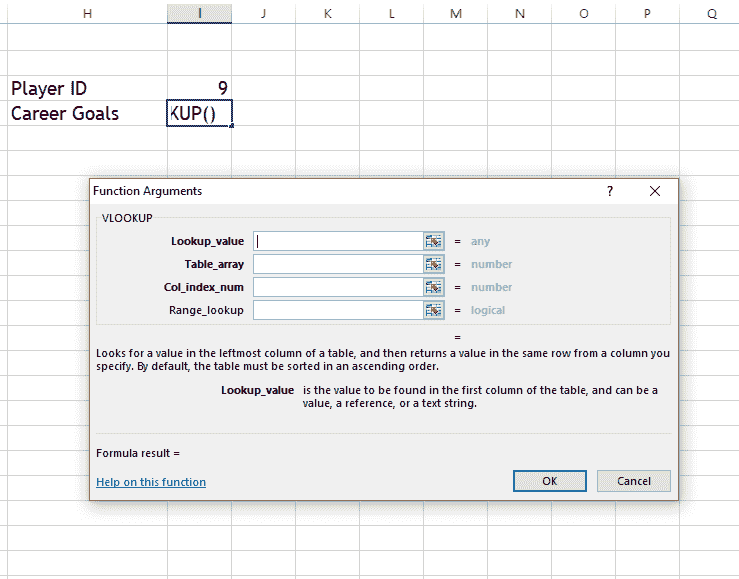 H I J K L M N O P Q
Player ID 9
Career Goals KUP()
Function Arguments ?
VLOOKUP
Lookup_value = any
Table_array = number
Col_index_num = number
Range_lookup = logical
=
Looks for a value in the leftmost column of a table, and then returns a value in the same row from a column you
specify. By default, the table must be sorted in an ascending order.
Lookup_value is the value to be found in the first column of the table, and can be a
value, a reference, or a text string.
Formula result =
Help on this function OK Cancel